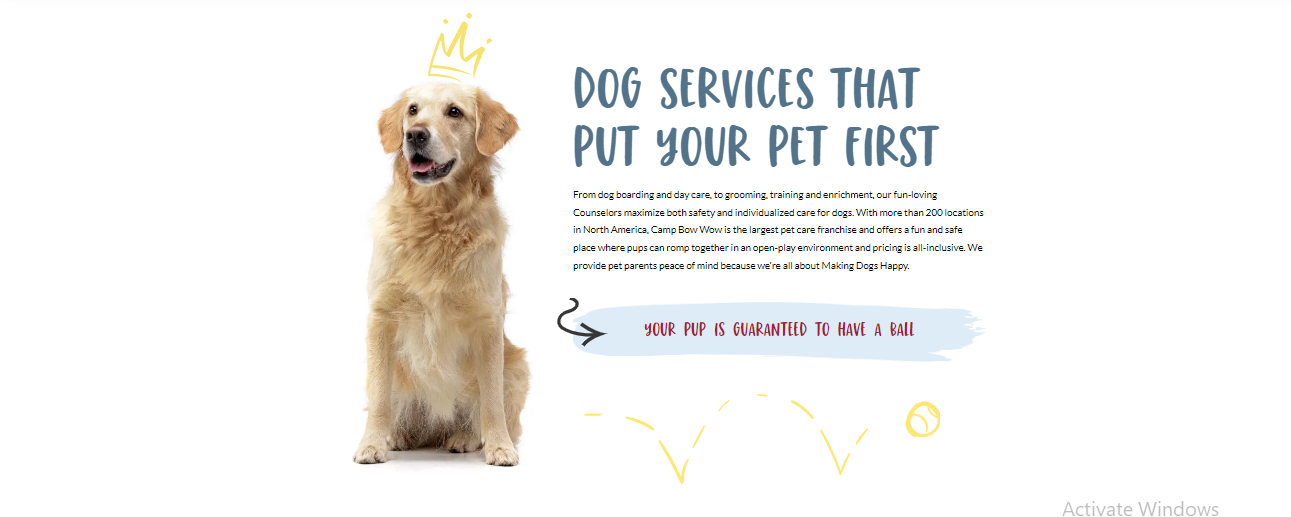 DOG SERVICES THAT
PUT YOUR PET FIRST
From dog boarding and day care, to grooming, training and enrichment, our fun-loving
Counselors maximize both safety and individualized care for dogs. With more than 200 locations
in North America, Camp Bow Wow is the largest pet care franchise and offers a fun and safe
place where pups can romp together in an open-play environment and pricing is all-inclusive. We
provide pet parents peace of mind because we're all about Making Dogs Happy.
YOUR PUP IS GUARANTEED TO HAVE A BALL
Activate Windows